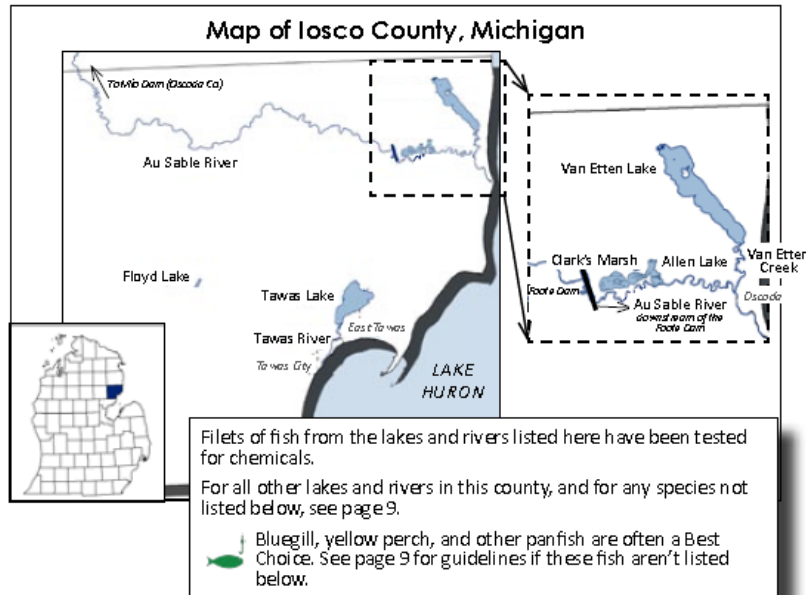 Map of Iosco County, Michigan
To Mio Dam (Oscoda Co)
Au Sable River
Van Etten Lake
Clark's Marsh
Allen Lake
Van Etten
Creek
Foote Dam
Au Sable River
downstream of the
Foote Dam
Oscoda
Floyd Lake
Tawas Lake
East Tawas
Tawas River
Tawas City
LAKE
HURON
Filets of fish from the lakes and rivers listed here have been tested
for chemicals.
For all other lakes and rivers in this county, and for any species not
listed below, see page 9.
Bluegill, yellow perch, and other panfish are often a Best
Choice. See page 9 for guidelines if these fish aren't listed
below.